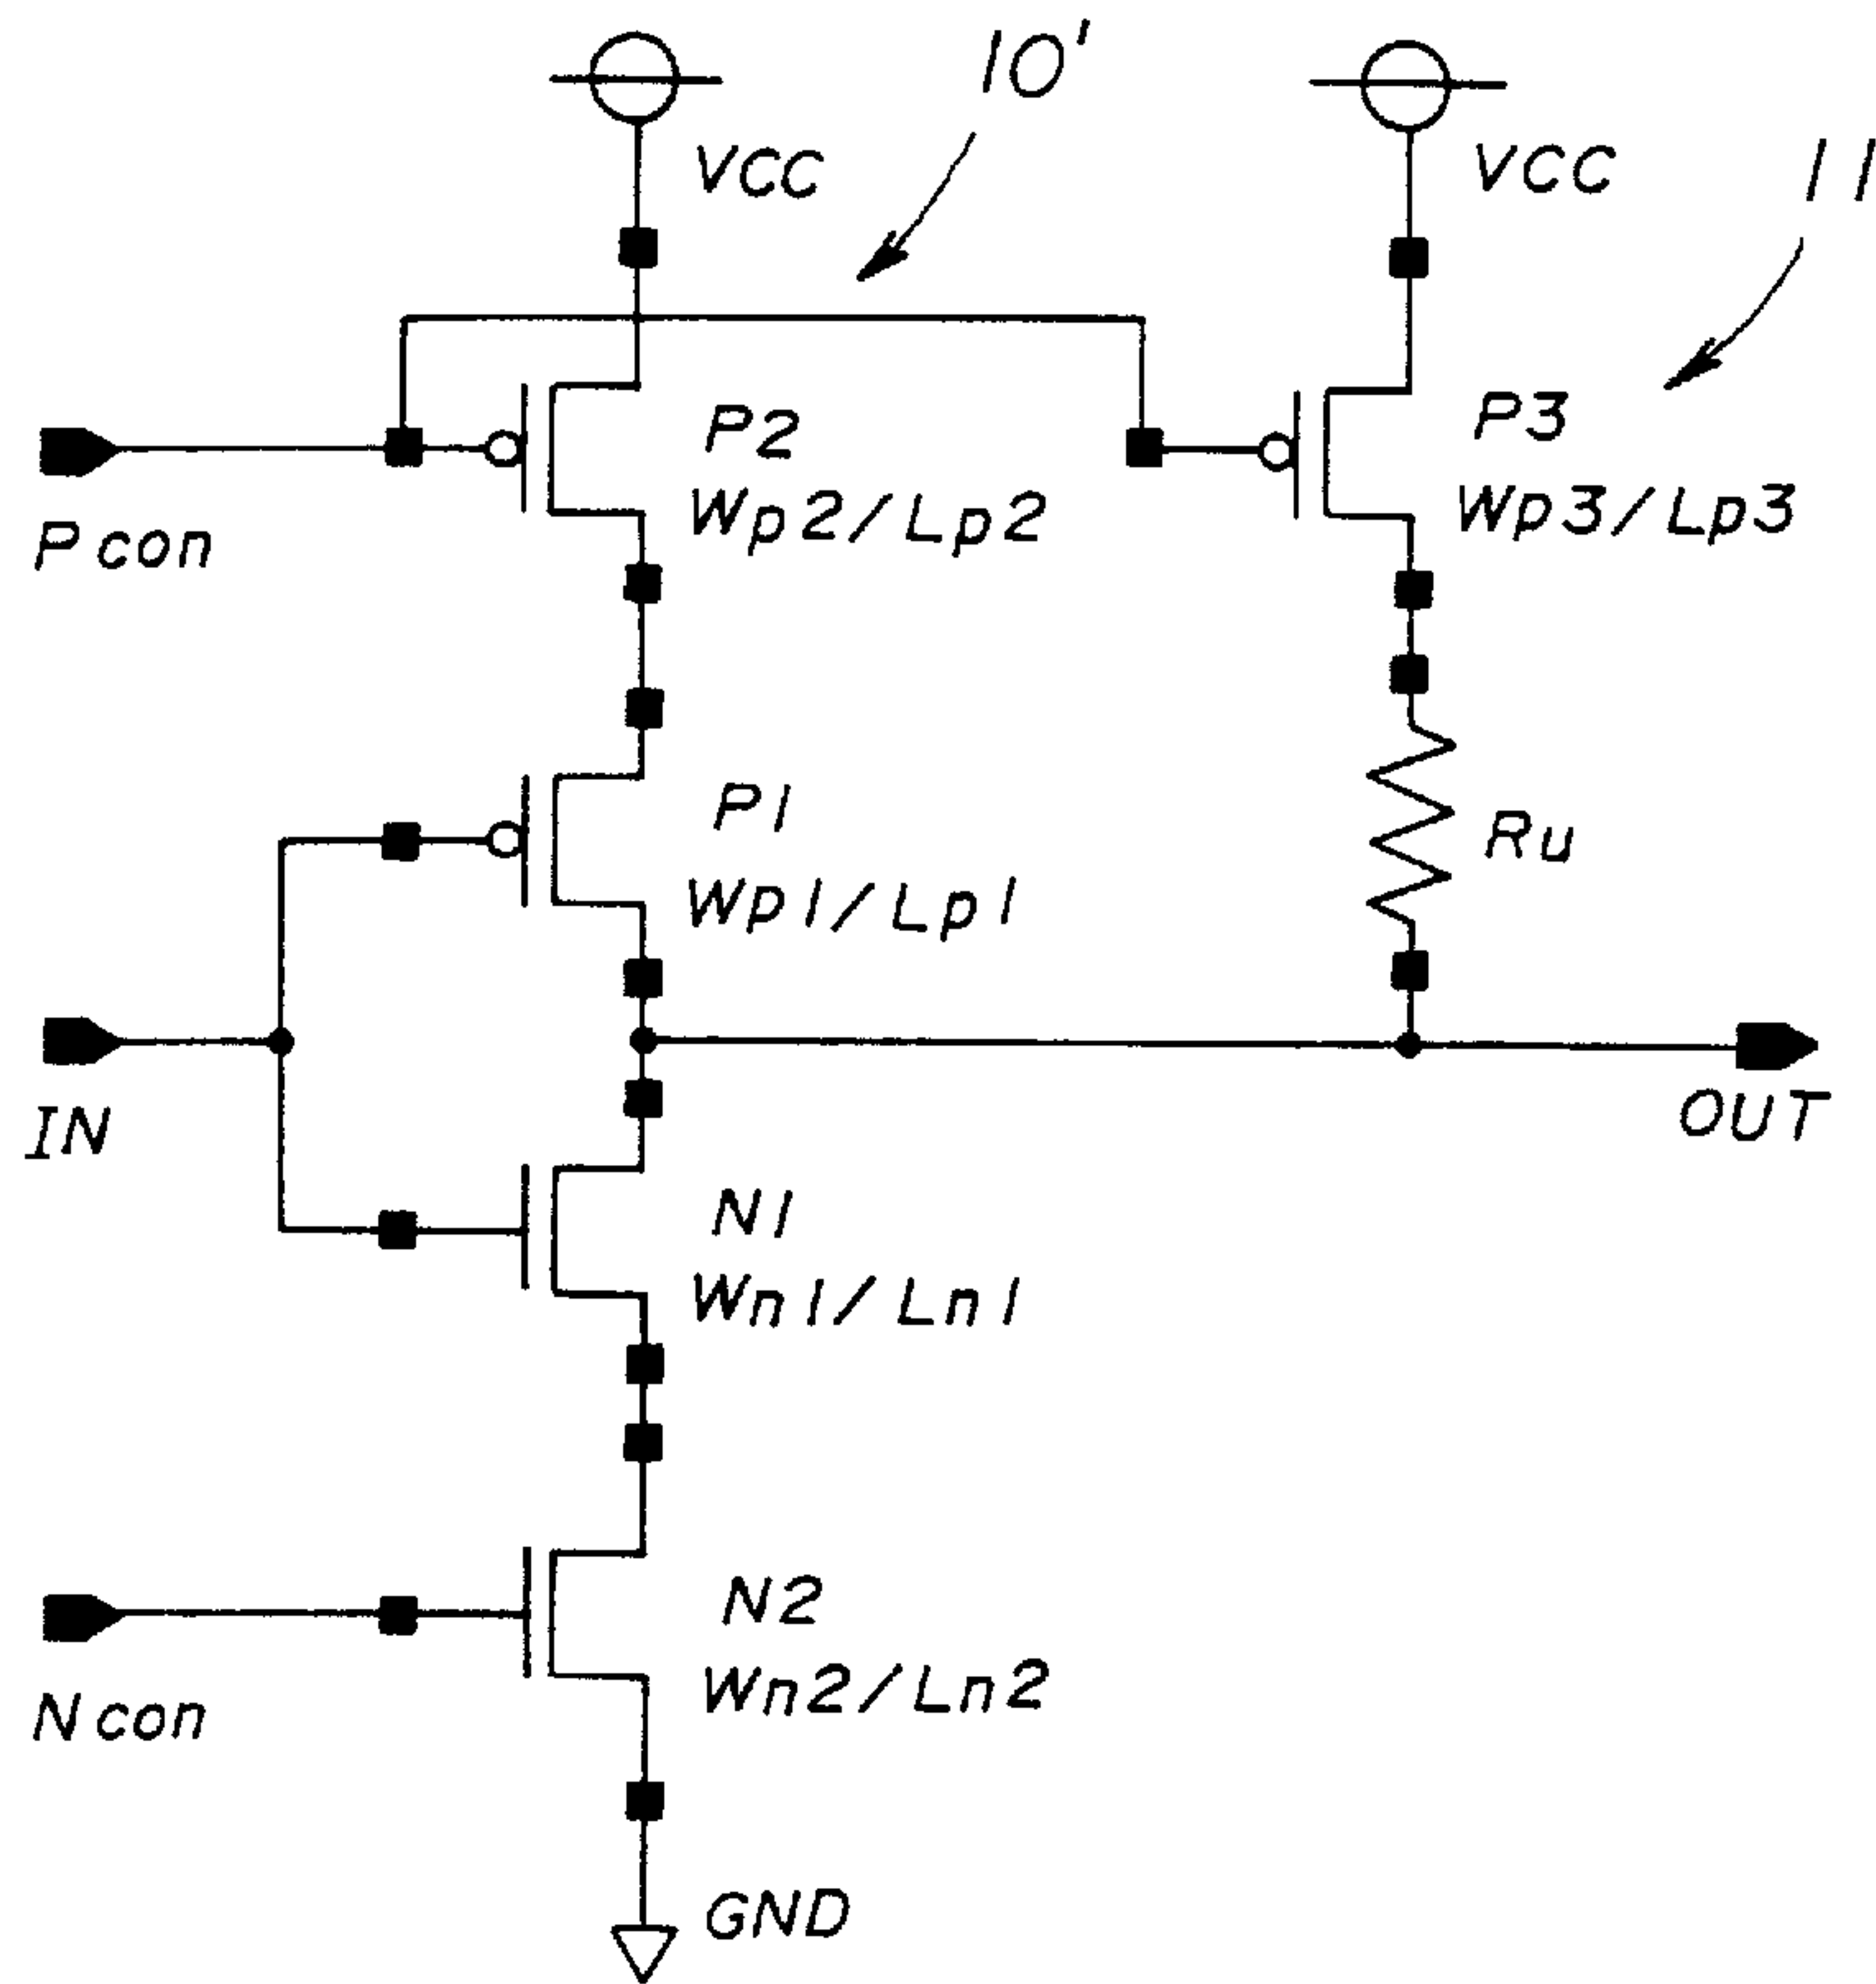 10'
VCC
VCC
11
P2
Wp2/Lp2
P3
Wp3/Lp3
Pcon
P1
Wp1/Lp1
Ru
IN
OUT
N1
Wn1/Ln1
N2
Wn2/Ln2
Ncon
GND